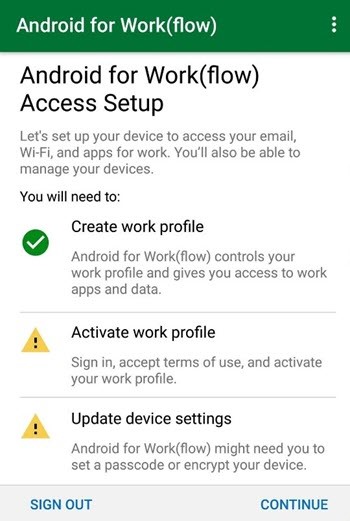 Android for Work(flow)
Android for Work(flow)
Access Setup
Let's set up your device to access your email,
Wi-Fi, and apps for work. You'll also be able to
manage your devices.
You will need to:
Create work profile
Android for Work(flow) controls your
work profile and gives you access to work
apps and data.
Activate work profile
Sign in, accept terms of use, and activate
your work profile.
Update device settings
Android for Work(flow) might need you to
set a passcode or encrypt your device.
SIGN OUT
CONTINUE